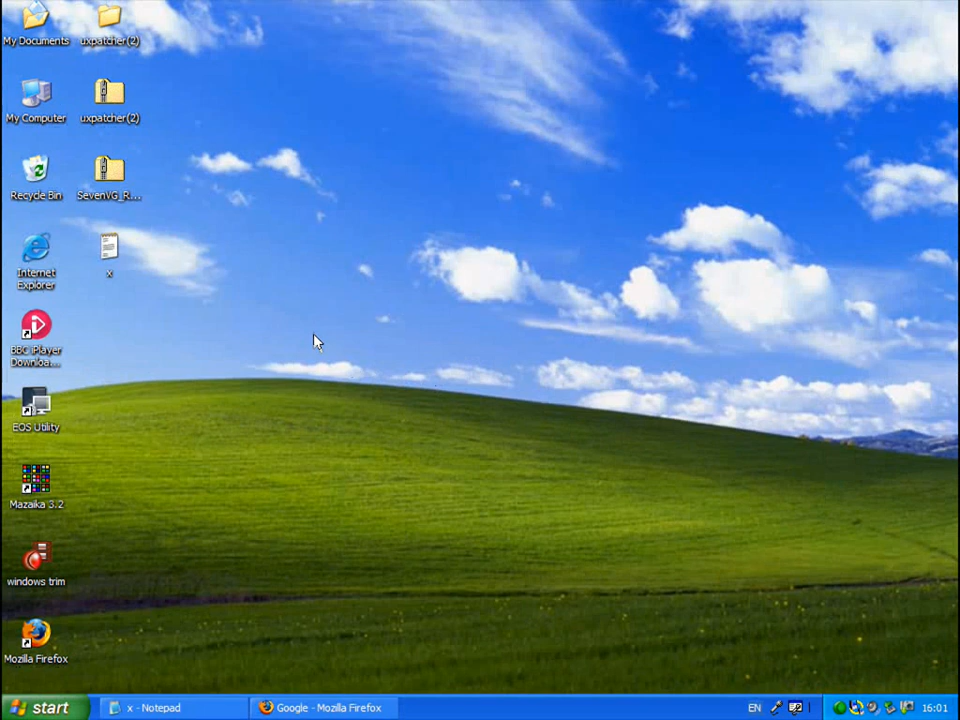 My Documents
uxpatcher(2)
My Computer
uxpatcher(2)
Recycle Bin
SevenVG_R...
Internet
Explorer
x
BBC iPlayer
Downloa...
EOS Utility
Mazaika 3.2
windows trim
Mozilla Firefox
start
x - Notepad
Google - Mozilla Firefox
EN
16:01